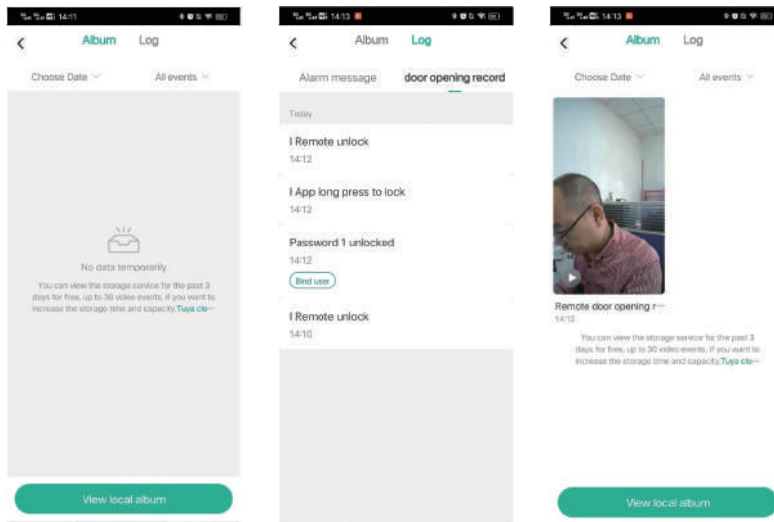 14:11
Album Log
Choose Date All events
No data temporarily
You can view the storage service for the past 3
days for free, up to 30 video events, if you want to
increase the storage time and capacity,Tuya clo...
View local album
14:13
Album Log
Alarm message door opening record
Today
I Remote unlock
14:12
I App long press to lock
14:12
Password 1 unlocked
14:12
Bind user
I Remote unlock
14:10
14:13
Album Log
Choose Date All events
Remote door opening r...
14:12
You can view the storage service for the past 3
days for free, up to 30 video events, if you want to
increase the storage time and capacity,Tuya clo...
View local album